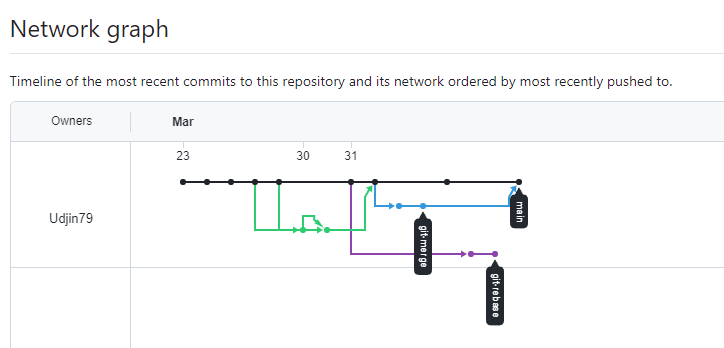 Network graph
Timeline of the most recent commits to this repository and its network ordered by most recently pushed to.
Owners
Mar
23
30
31
Udjin79
main
git-merge
git-rebase